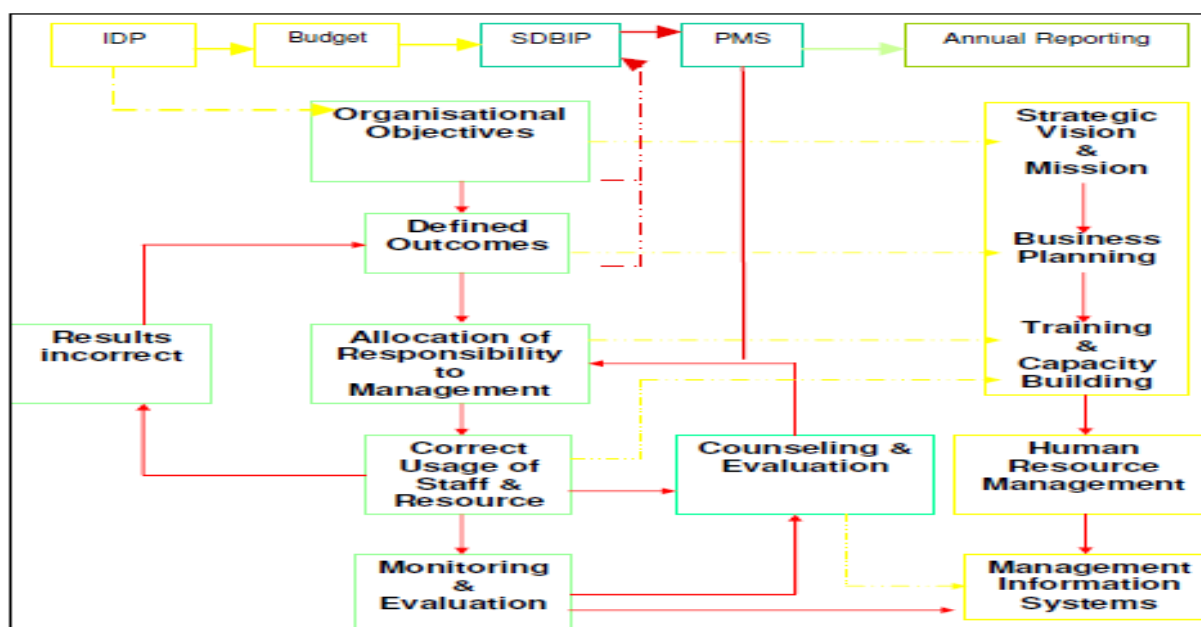 IDP
Budget
SDBIP
PMS
Annual Reporting
Organisational
Objectives
Strategic
Vision
&
Mission
Defined
Outcomes
Business
Planning
Results
incorrect
Allocation of
Responsibility
to
Management
Training
&
Capacity
Building
Correct
Usage of
Staff &
Resource
Counseling &
Evaluation
Human
Resource
Management
Monitoring
&
Evaluation
Management
Information
Systems